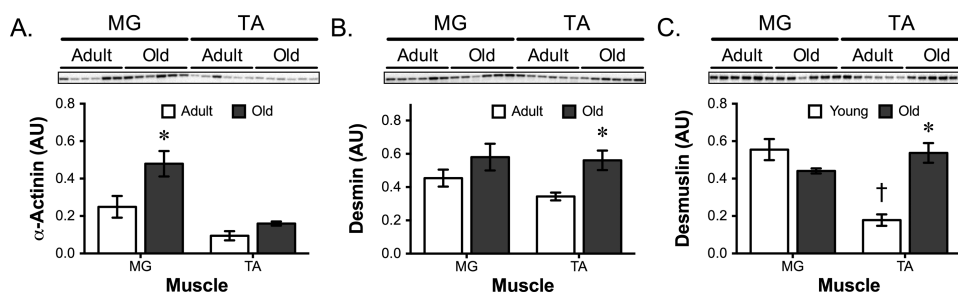 A.
MG TA
Adult Old Adult Old
α-Actinin (AU)
0.8
0.6
0.4
0.2
0.0
Adult Old
*
MG TA
Muscle
B.
MG TA
Adult Old Adult Old
Desmin (AU)
0.8
0.6
0.4
0.2
0.0
Adult Old
*
MG TA
Muscle
C.
MG TA
Adult Old Adult Old
Desmuslin (AU)
0.8
0.6
0.4
0.2
0.0
Young Old
*
†
MG TA
Muscle